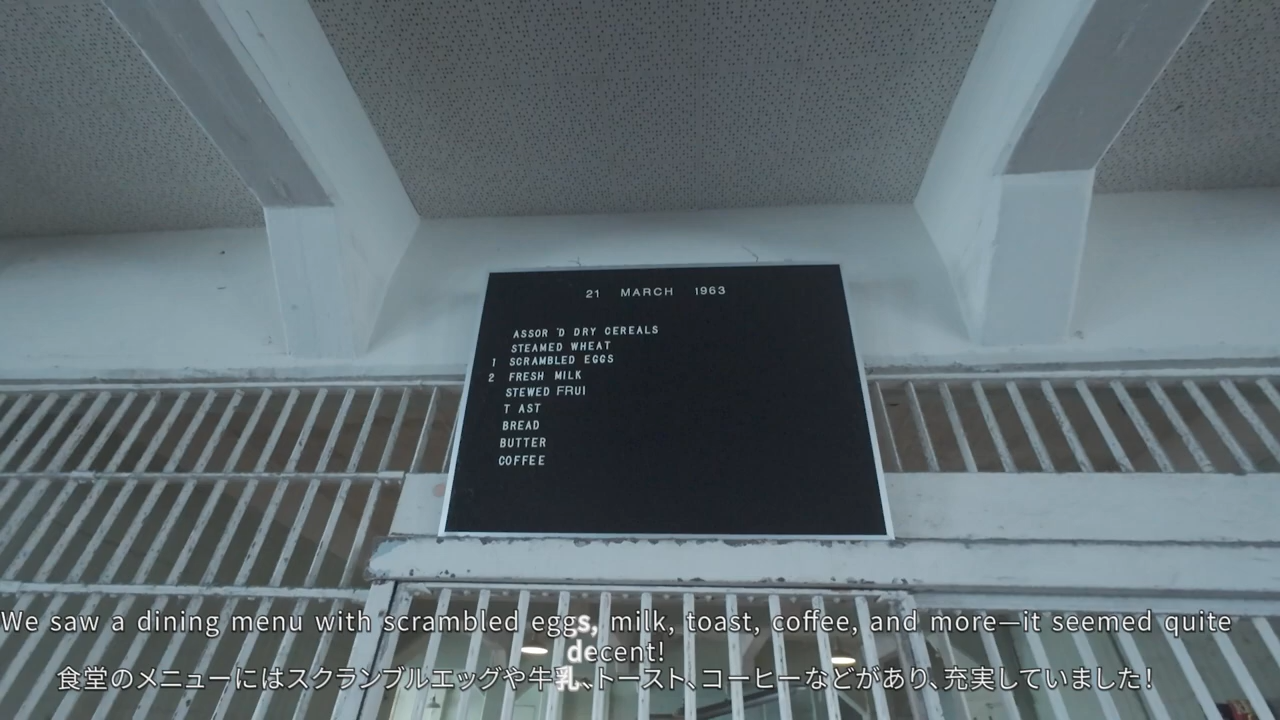 21 MARCH 1963
ASSOR 'D DRY CEREALS
STEAMED WHEAT
1 SCRAMBLED EGGS
2 FRESH MILK
STEWED FRUI
T AST
BREAD
BUTTER
COFFEE
We saw a dining menu with scrambled eggs, milk, toast, coffee, and more—it seemed quite
decent!
食堂のメニューにはスクランブルエッグや牛乳、トースト、コーヒーなどがあり、充実していました!